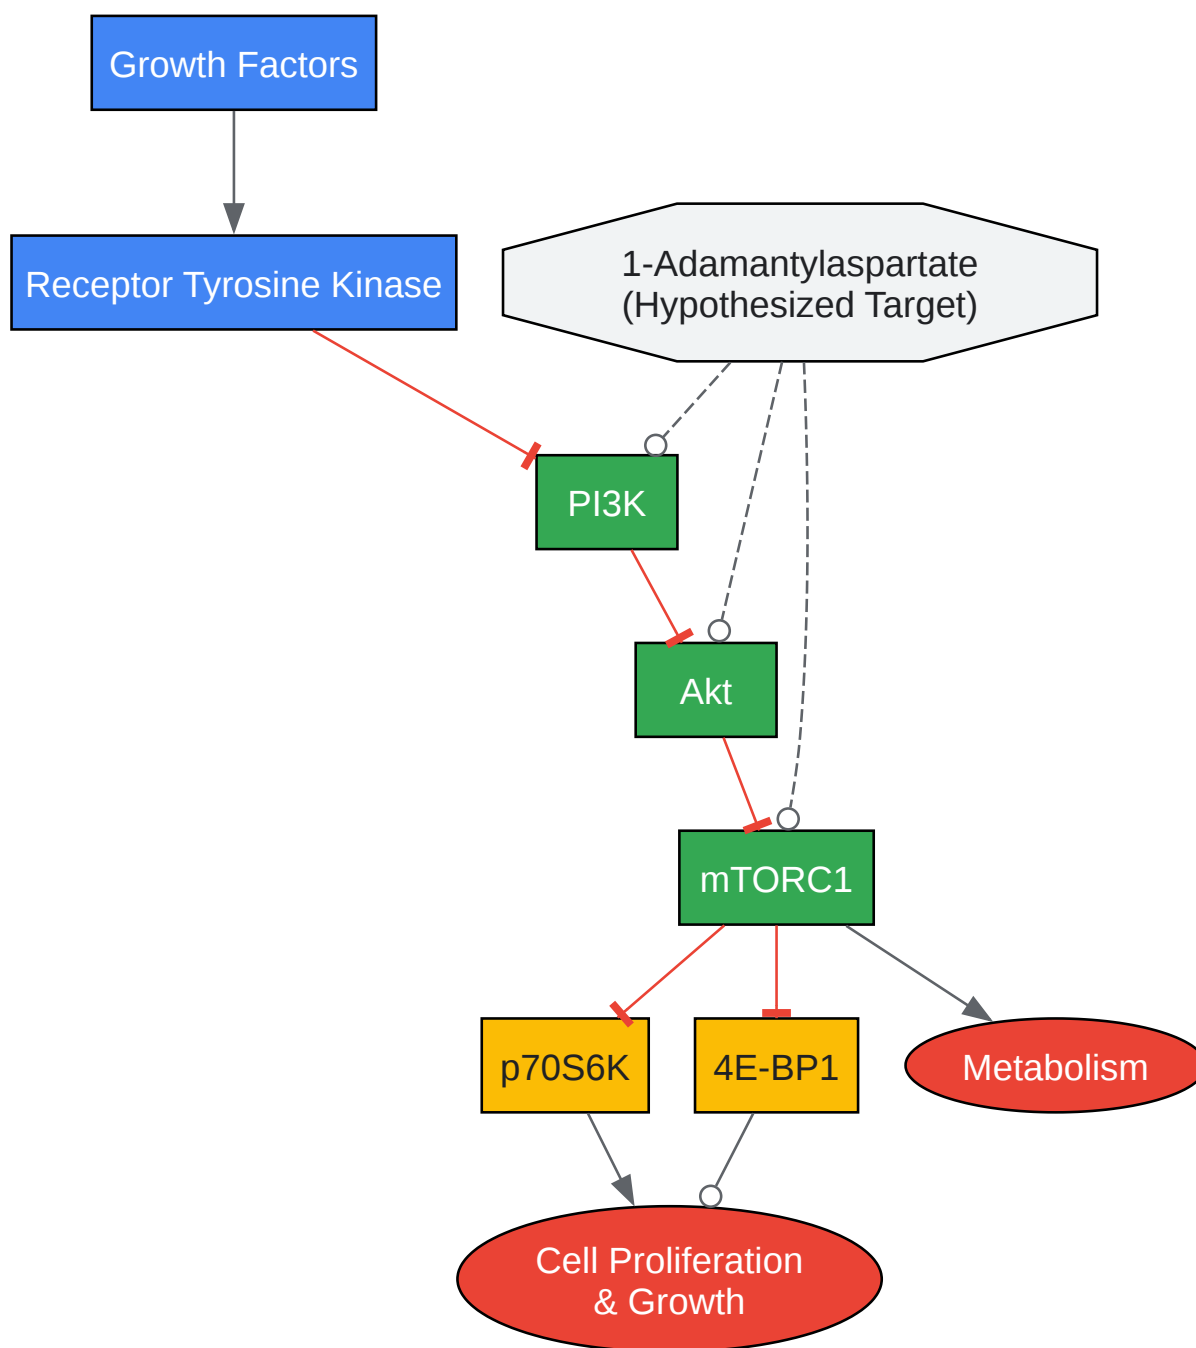 Growth Factors
Receptor Tyrosine Kinase
1-Adamantylaspartate
(Hypothesized Target)
PI3K
Akt
mTORC1
p70S6K
4E-BP1
Metabolism
Cell Proliferation
& Growth